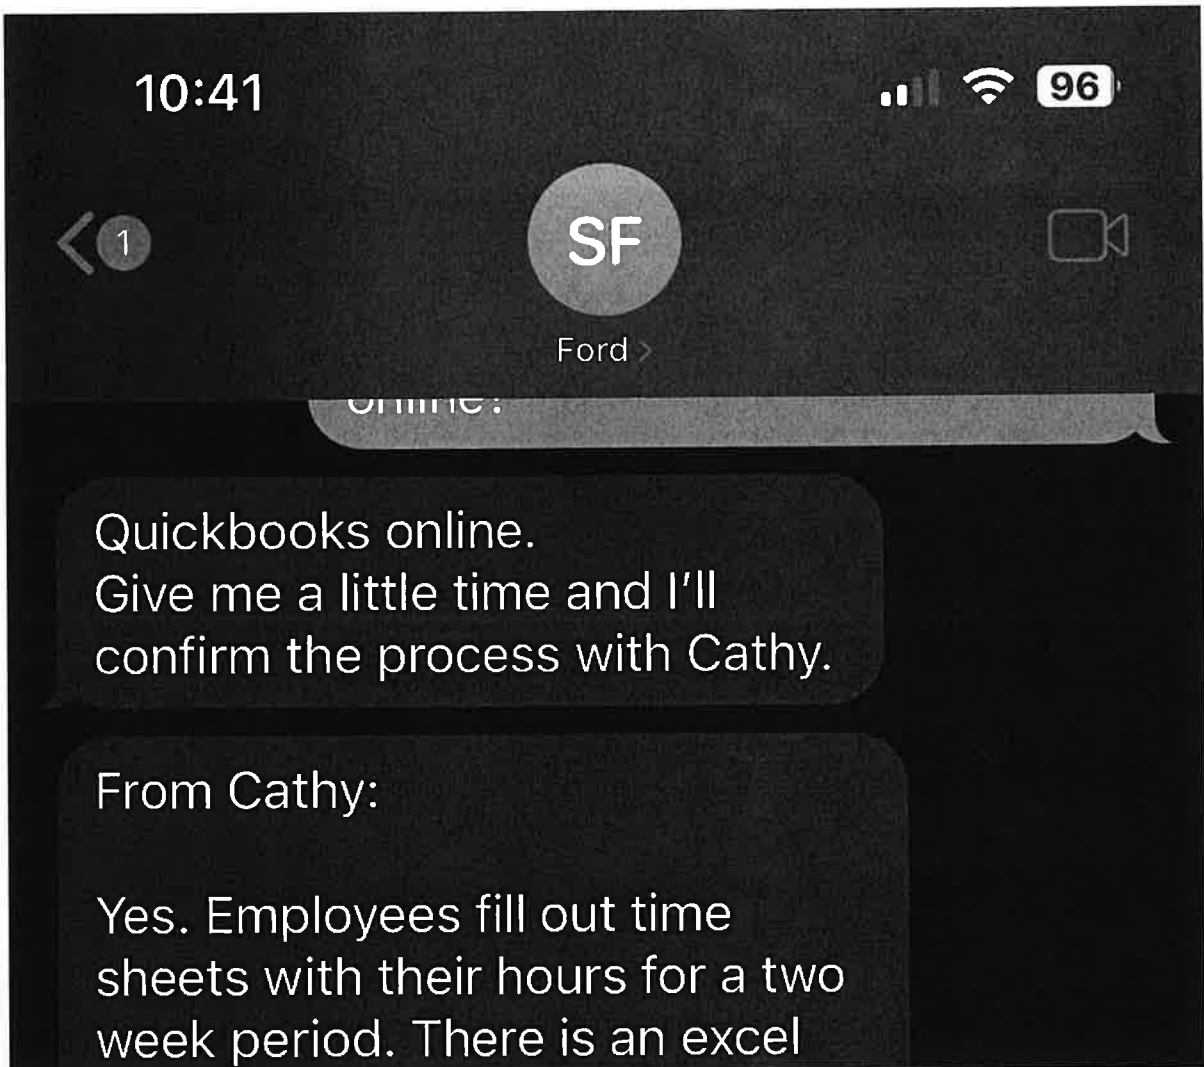 10:41
96
1
SF
Ford >
online?
Quickbooks online.
Give me a little time and I'll
confirm the process with Cathy.
From Cathy:
Yes. Employees fill out time
sheets with their hours for a two
week period. There is an excel